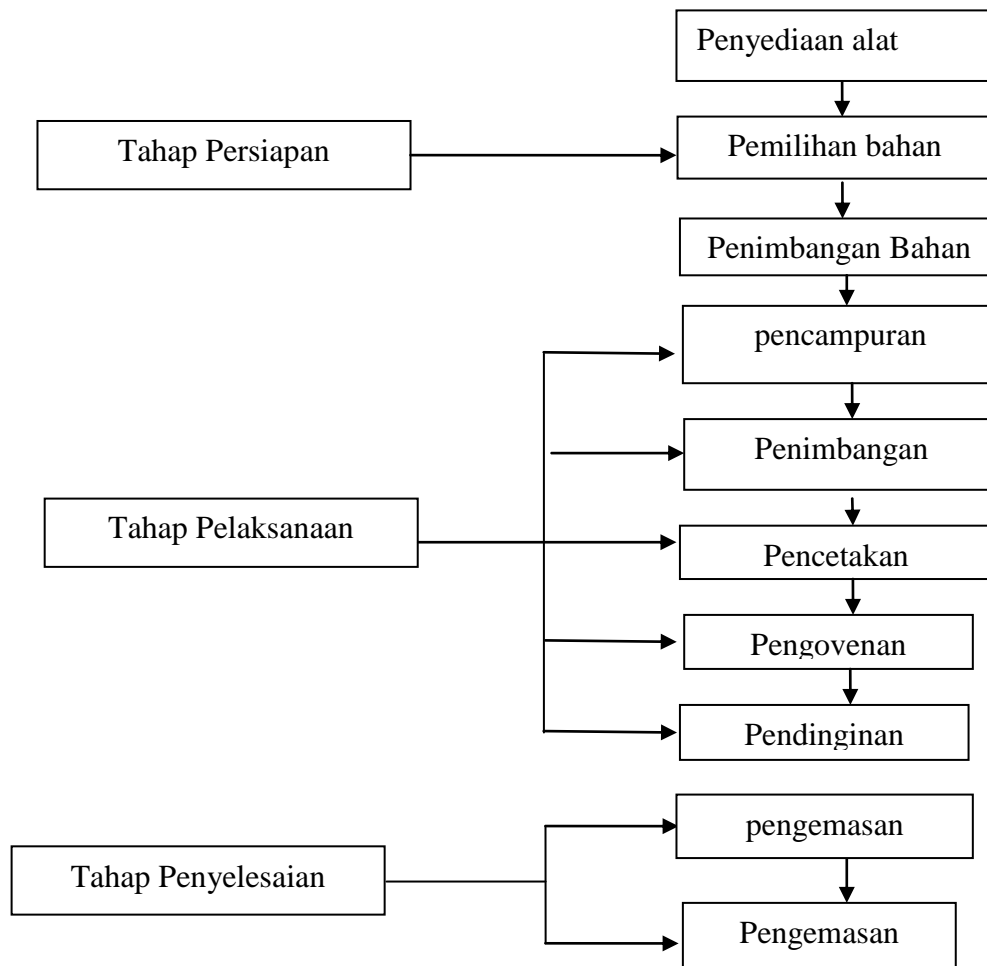 Penyediaan alat
Tahap Persiapan
Pemilihan bahan
Penimbangan Bahan
pencampuran
Penimbangan
Tahap Pelaksanaan
Pencetakan
Pengovenan
Pendinginan
pengemasan
Tahap Penyelesaian
Pengemasan